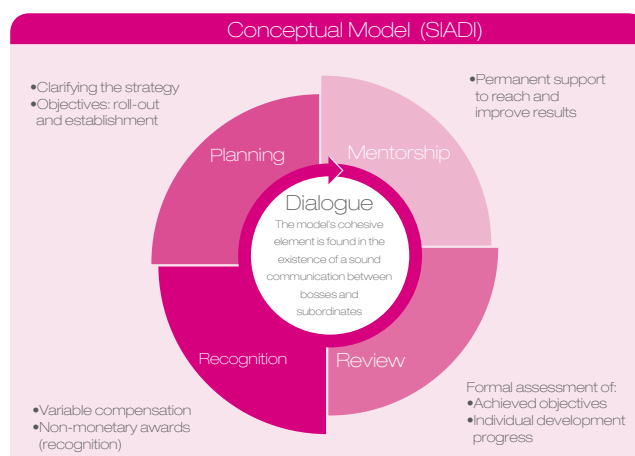 Conceptual Model (SIADI)
•Clarifying the strategy
•Objectives: roll-out
and establishment
•Permanent support
to reach and
improve results
Planning
Mentorship
Dialogue
The model's cohesive
element is found in the
existence of a sound
communication between
bosses and
subordinates
Recognition
Review
•Variable compensation
•Non-monetary awards
(recognition)
Formal assessment of:
•Achieved objectives
•Individual development
progress